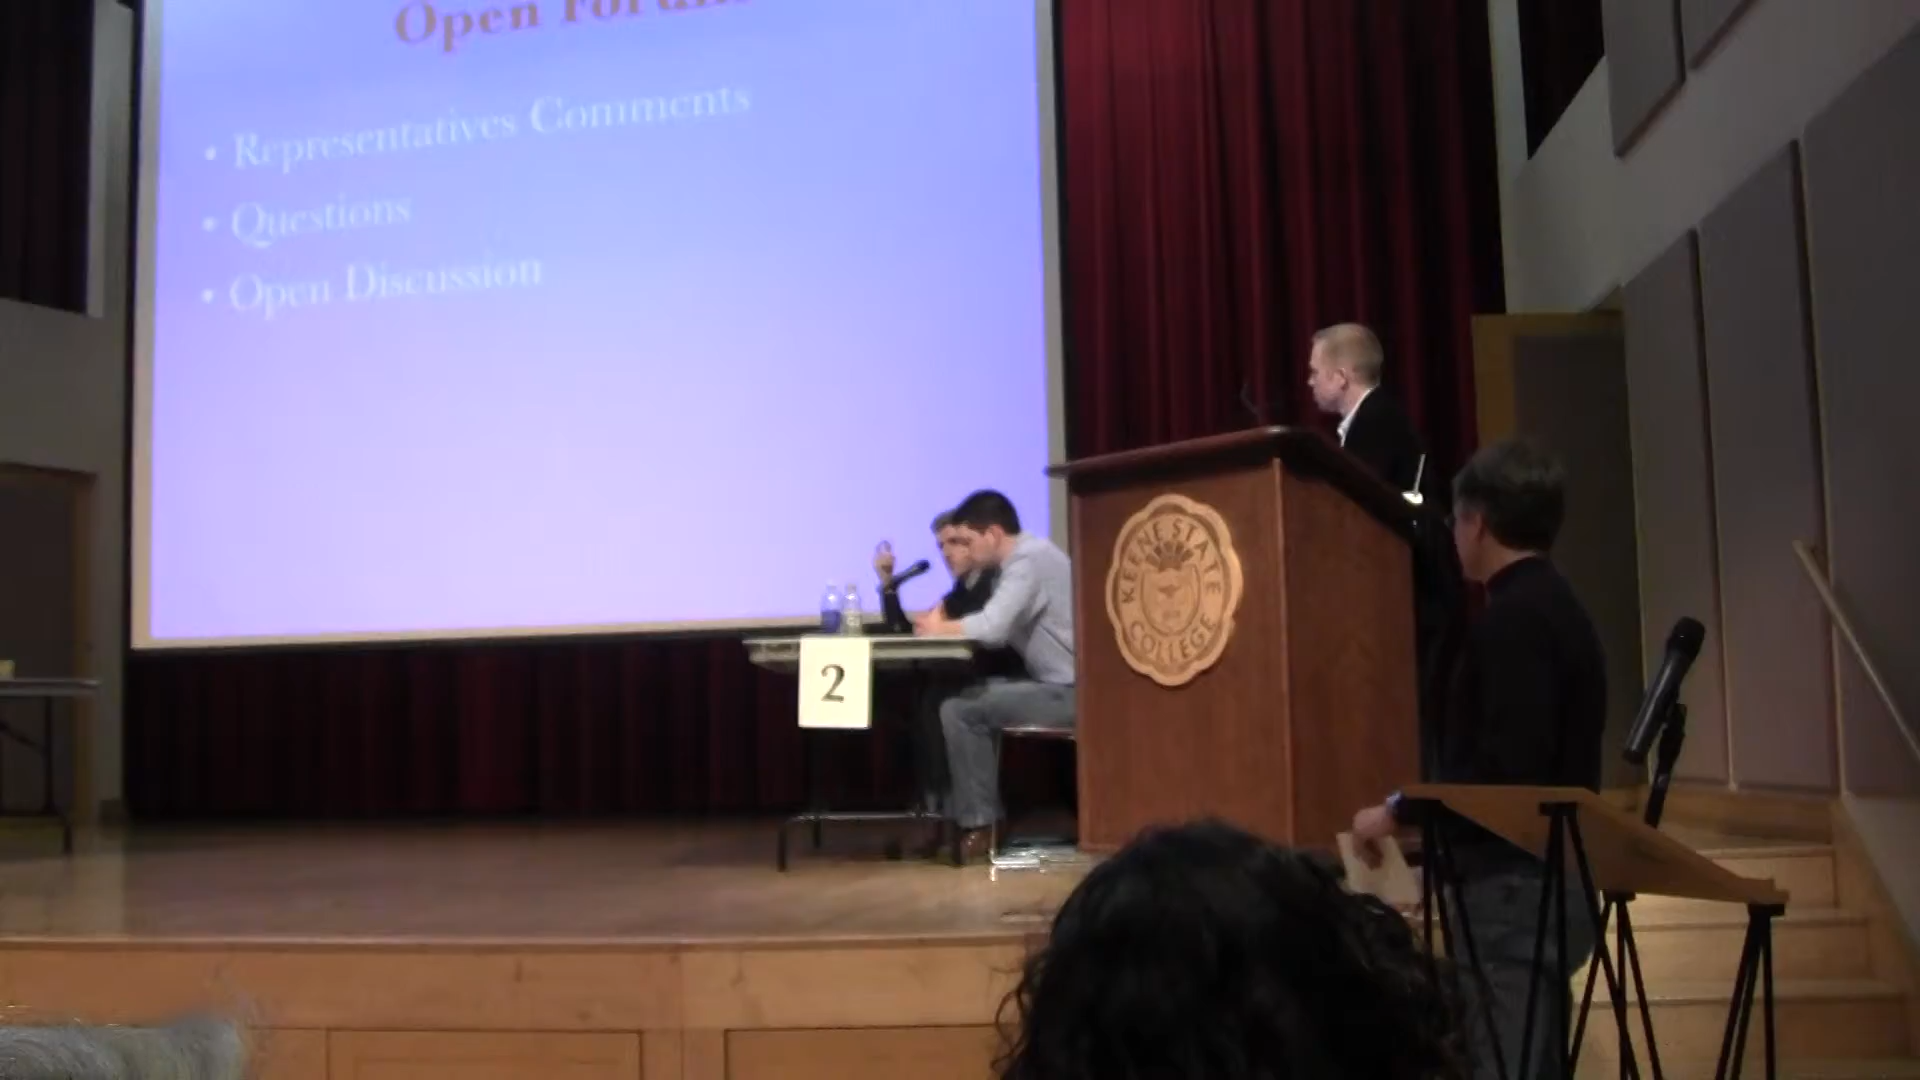 Open Forum
• Representatives Comments
• Questions
• Open Discussion
2
KEENE STATE
COLLEGE